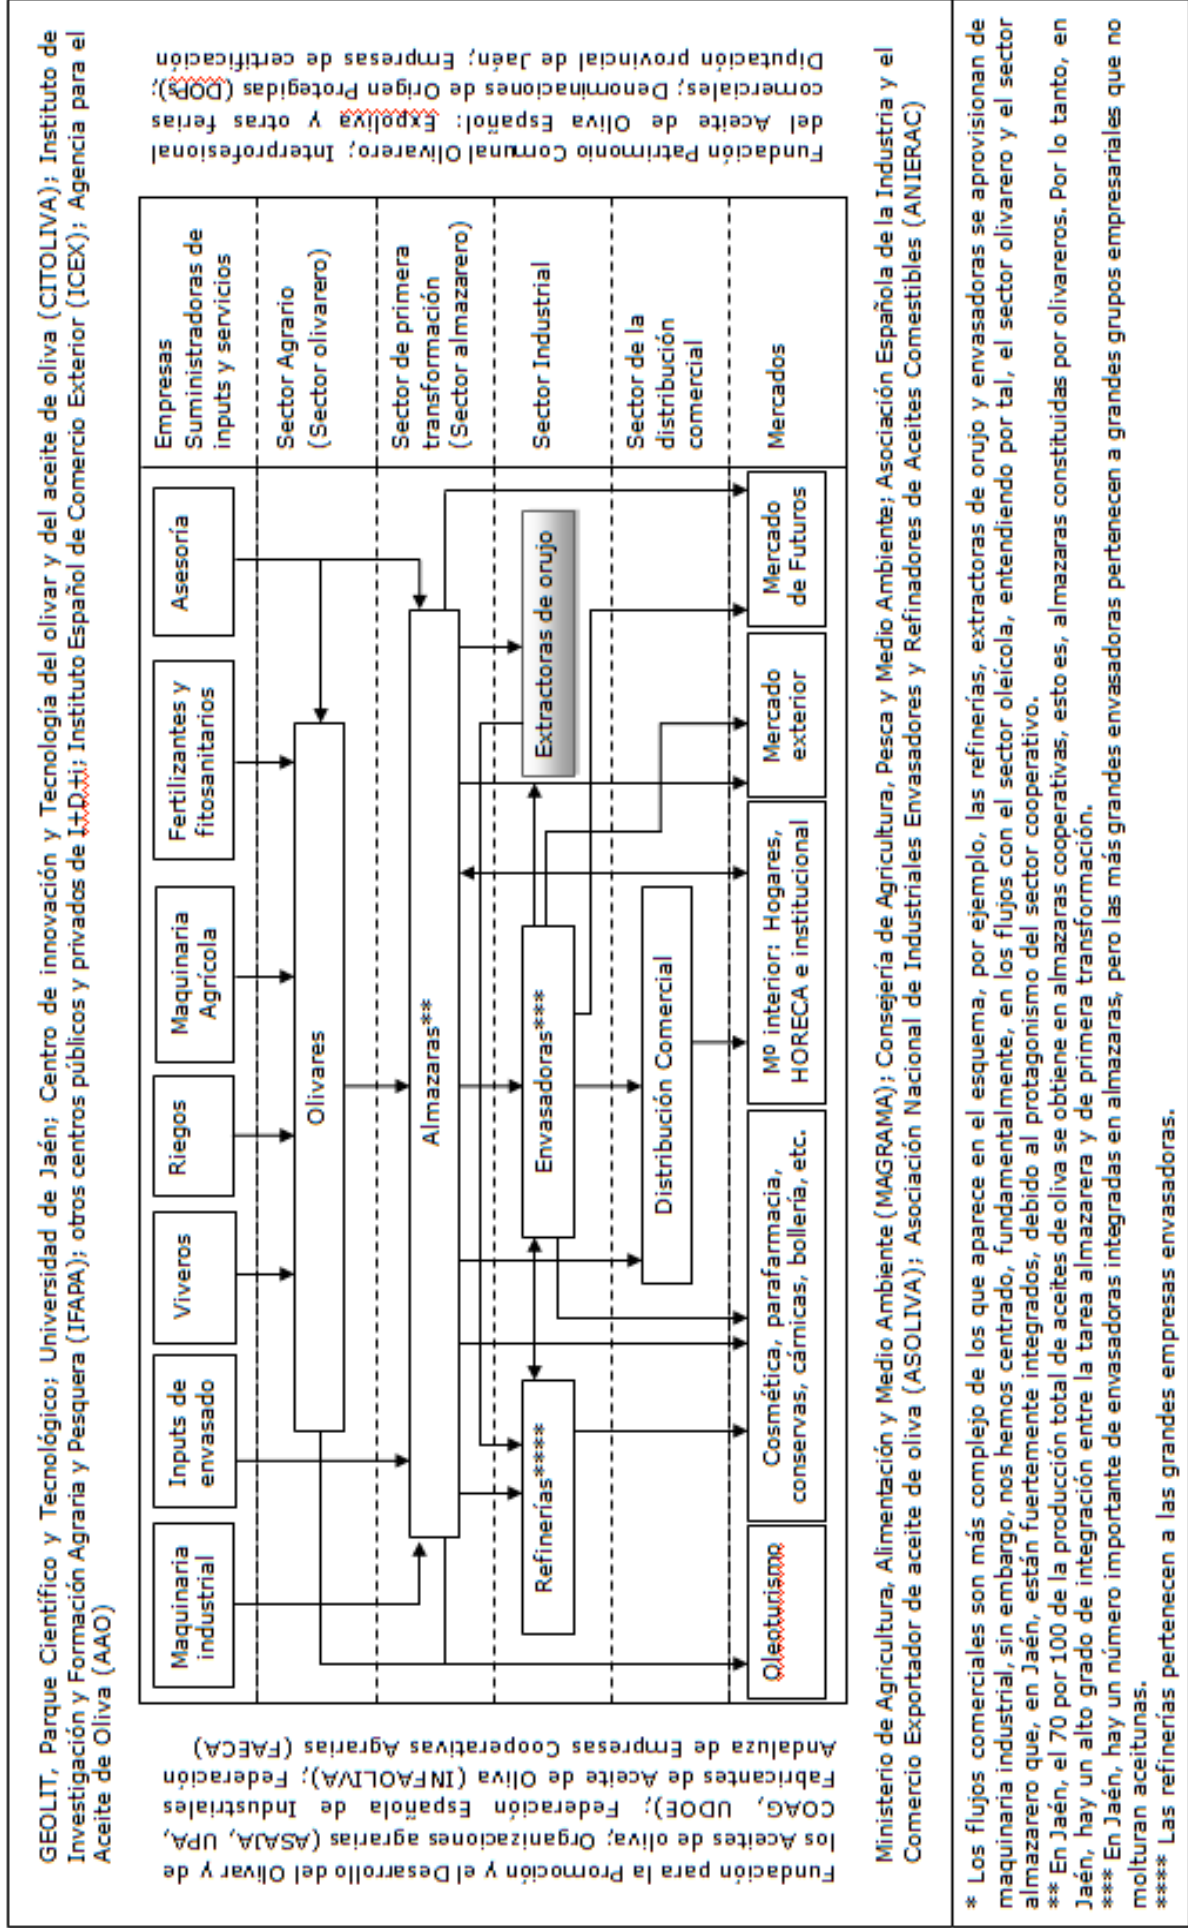 GEOLIT, Parque Científico y Tecnológico; Universidad de Jaén; Centro de innovación y Tecnología del olivar y del aceite de oliva (CITOLIVA); Instituto de
Investigación y Formación Agraria y Pesquera (IFAPA); otros centros públicos y privados de I+D+i; Instituto Español de Comercio Exterior (ICEX); Agencia para el
Aceite de Oliva (AAO)
Fundación para la Promoción y el Desarrollo del Olivar y de
los Aceites de oliva; Organizaciones agrarias (ASAJA, UPA,
COAG, UDOE); Federación Española de Industriales
Fabricantes de Aceite de Oliva (INFAOLIVA); Federación
Andaluza de Empresas Cooperativas Agrarias (FAECA)
Maquinaria
industrial
Inputs de
envasado
Viveros
Riegos
Maquinaria
Agrícola
Fertilizantes y
fitosanitarios
Asesoría
Empresas
Suministradoras de
inputs y servicios
Olivares
Sector Agrario
(Sector olivarero)
Almazaras**
Sector de primera
transformación
(Sector almazarero)
Refinerías****
Envasadoras***
Extractoras de orujo
Sector Industrial
Distribución Comercial
Sector de la
distribución
comercial
Oleoturismo
Cosmética, parafarmacia,
conservas, cárnicas, bollería, etc.
Mº interior: Hogares,
HORECA e institucional
Mercado
exterior
Mercado
de Futuros
Mercados
Fundación Patrimonio Comunal Olivarero; Interprofesional
del Aceite de Oliva Español: Expoliva y otras ferias
comerciales; Denominaciones de Origen Protegidas (DOPs);
Diputación provincial de Jaén; Empresas de certificación
Ministerio de Agricultura, Alimentación y Medio Ambiente (MAGRAMA); Consejería de Agricultura, Pesca y Medio Ambiente; Asociación Española de la Industria y el
Comercio Exportador de aceite de oliva (ASOLIVA); Asociación Nacional de Industriales Envasadores y Refinadores de Aceites Comestibles (ANIERAC)
* Los flujos comerciales son más complejo de los que aparece en el esquema, por ejemplo, las refinerías, extractoras de orujo y envasadoras se aprovisionan de
maquinaria industrial, sin embargo, nos hemos centrado, fundamentalmente, en los flujos con el sector oleícola, entendiendo por tal, el sector olivarero y el sector
almazarero que, en Jaén, están fuertemente integrados, debido al protagonismo del sector cooperativo.
** En Jaén, el 70 por 100 de la producción total de aceites de oliva se obtiene en almazaras cooperativas, esto es, almazaras constituidas por olivareros. Por lo tanto, en
Jaén, hay un alto grado de integración entre la tarea almazarera y de primera transformación.
*** En Jaén, hay un número importante de envasadoras integradas en almazaras, pero las más grandes envasadoras pertenecen a grandes grupos empresariales que no
molturan aceitunas.
**** Las refinerías pertenecen a las grandes empresas envasadoras.